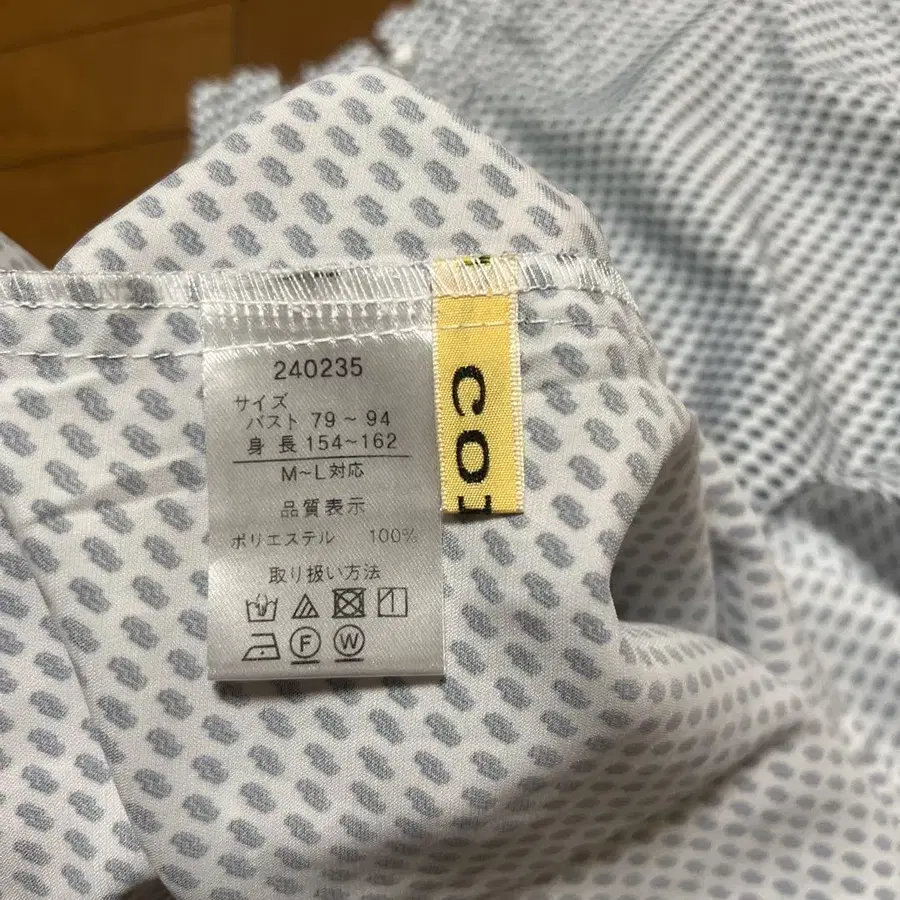 240235
サイズ
バスト 79～94
身長 154～162
M～L対応
品質表示
ポリエステル 100%
取り扱い方法
F W